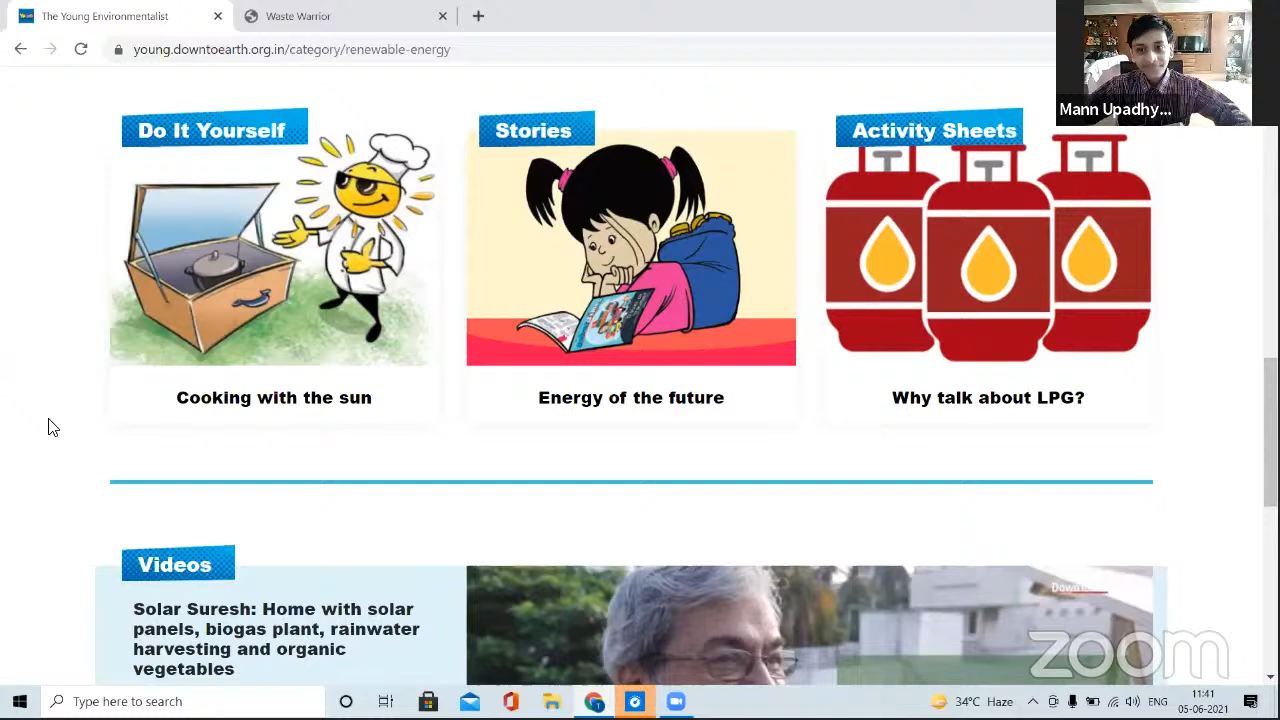 The Young Environmentalist
Waste Warrior
young.downtoearth.org.in/category/renewable-energy
Mann Upadhy...
Do It Yourself
Stories
Activity Sheets
Cooking with the sun
Energy of the future
Why talk about LPG?
Videos
Solar Suresh: Home with solar
panels, biogas plant, rainwater
harvesting and organic
vegetables
zoom
Type here to search
34°C Haze
ENG
11:41
05-06-2021